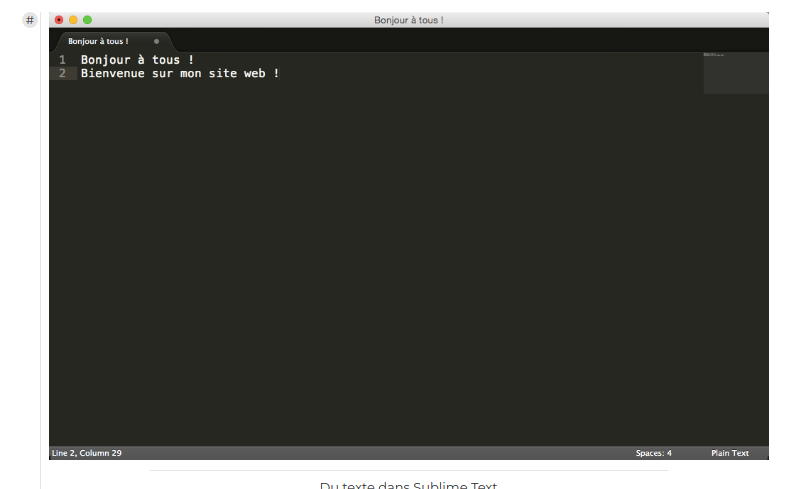 #
Bonjour à tous !
Bonjour à tous !
1 Bonjour à tous !
2 Bienvenue sur mon site web !
Line 2, Column 29 Spaces: 4 Plain Text
Du texte dans Sublime Text